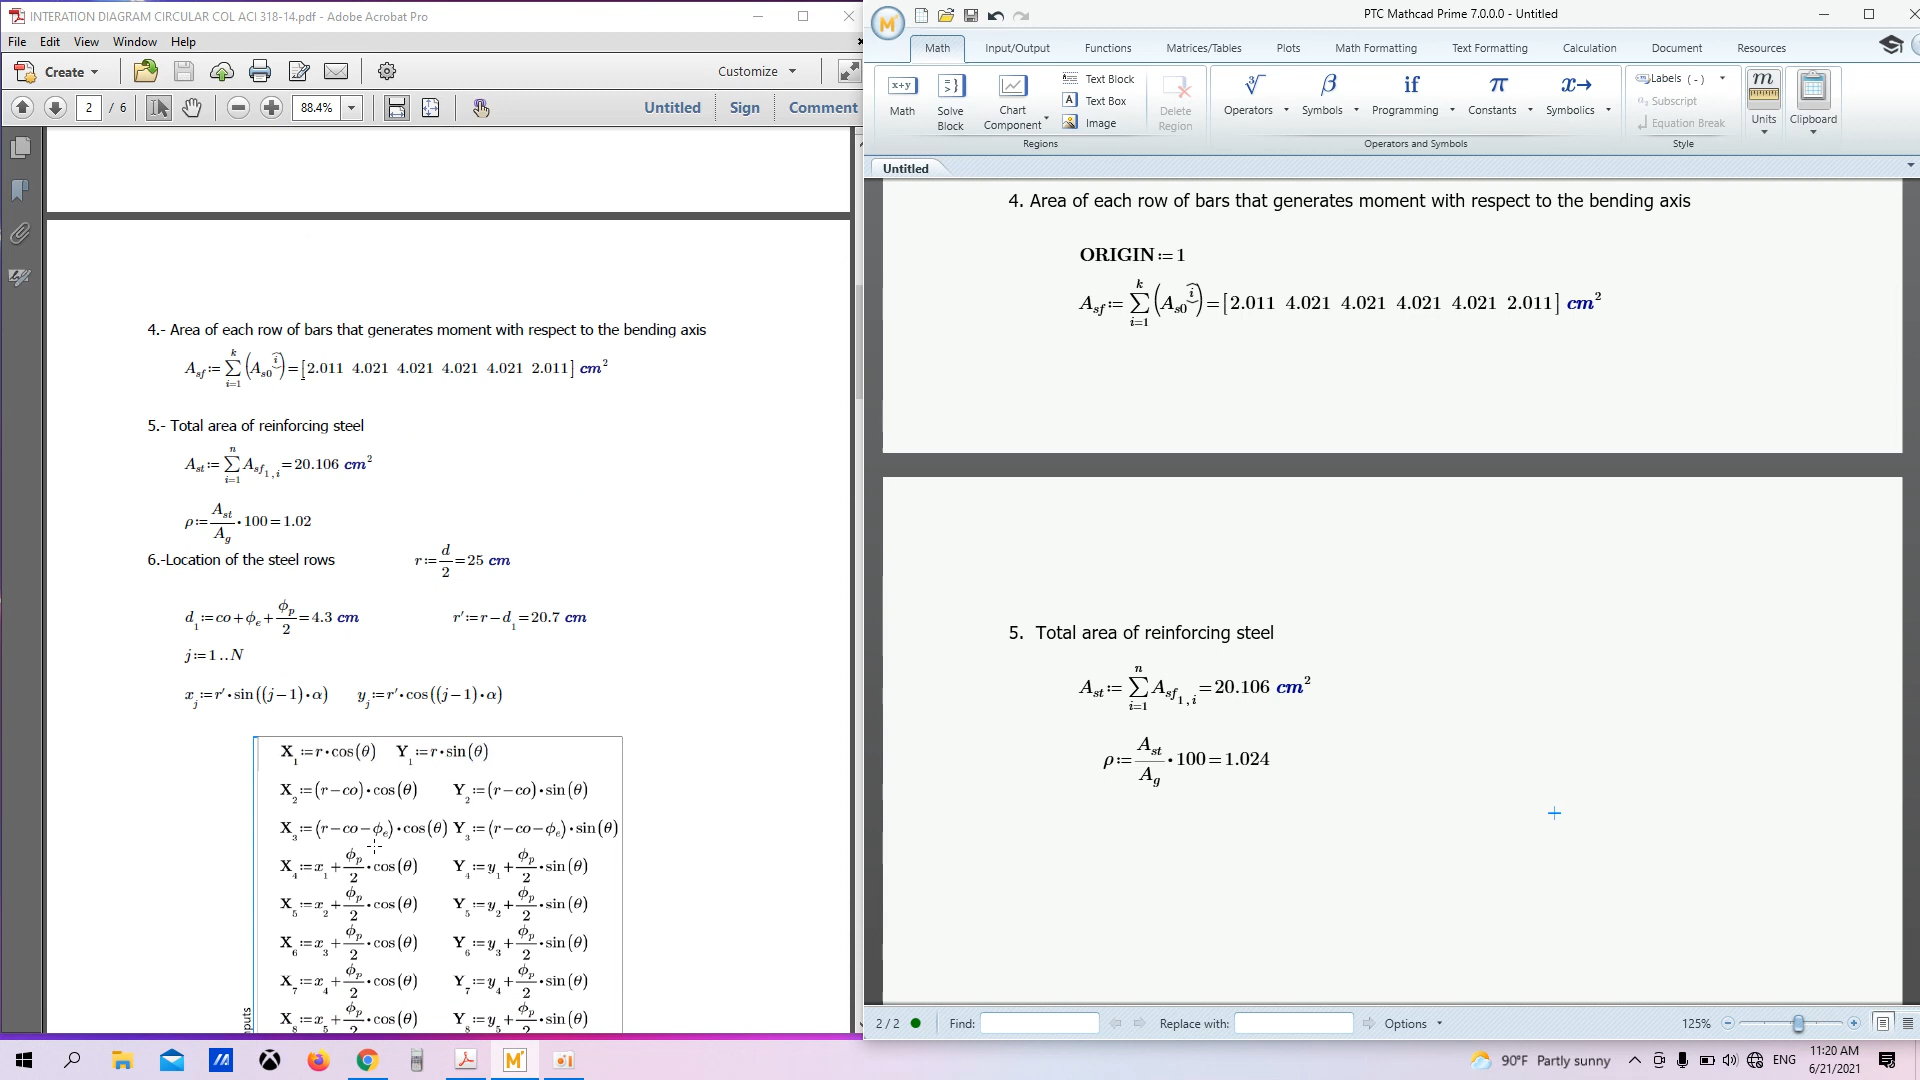 INTERATION DIAGRAM CIRCULAR COL ACI 318-14.pdf - Adobe Acrobat Pro
File Edit View Window Help
Create Customize
2 / 6 88.4% Untitled Sign Comment
4.- Area of each row of bars that generates moment with respect to the bending axis
A_sf := ∑_{i=1}^{k} (A_s0^⟨i⟩) = [2.011 4.021 4.021 4.021 4.021 2.011] cm²
5.- Total area of reinforcing steel
A_st := ∑_{i=1}^{n} A_sf_{1,i} = 20.106 cm²
ρ := A_st/A_g • 100 = 1.02
6.-Location of the steel rows r := d/2 = 25 cm
d_1 := co + ϕ_e + ϕ_p/2 = 4.3 cm r′ := r − d_1 = 20.7 cm
j := 1 .. N
x_j := r′ • sin((j−1) • α) y_j := r′ • cos((j−1) • α)
X_1 := r • cos(θ) Y_1 := r • sin(θ)
X_2 := (r − co) • cos(θ) Y_2 := (r − co) • sin(θ)
X_3 := (r − co − ϕ_e) • cos(θ) Y_3 := (r − co − ϕ_e) • sin(θ)
X_4 := x_1 + ϕ_p/2 • cos(θ) Y_4 := y_1 + ϕ_p/2 • sin(θ)
X_5 := x_2 + ϕ_p/2 • cos(θ) Y_5 := y_2 + ϕ_p/2 • sin(θ)
X_6 := x_3 + ϕ_p/2 • cos(θ) Y_6 := y_3 + ϕ_p/2 • sin(θ)
X_7 := x_4 + ϕ_p/2 • cos(θ) Y_7 := y_4 + ϕ_p/2 • sin(θ)
X_8 := x_5 + ϕ_p/2 • cos(θ) Y_8 := y_5 + ϕ_p/2 • sin(θ)
PTC Mathcad Prime 7.0.0.0 - Untitled
Math Input/Output Functions Matrices/Tables Plots Math Formatting Text Formatting Calculation Document Resources
x+y Math
Solve Block
Chart Component
Text Block
Text Box
Image
Delete Region
Regions
Operators Symbols Programming Constants Symbolics
Operators and Symbols
Labels ( - )
Subscript
Equation Break
Style
Units
Clipboard
Untitled
4. Area of each row of bars that generates moment with respect to the bending axis
ORIGIN := 1
A_sf := ∑_{i=1}^{k} (A_s0^⟨i⟩) = [2.011 4.021 4.021 4.021 4.021 2.011] cm²
5. Total area of reinforcing steel
A_st := ∑_{i=1}^{n} A_sf_{1,i} = 20.106 cm²
ρ := A_st/A_g • 100 = 1.024
2 / 2 Find: Replace with: Options 125%
90°F Partly sunny ENG 11:20 AM
6/21/2021